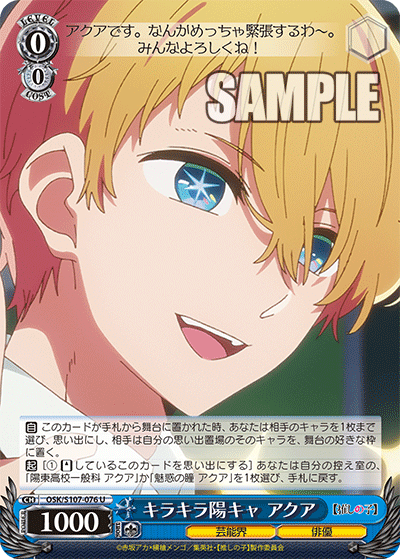 LEVEL
0
0
COST
アクアです。なんかめっちゃ緊張するわ〜。
みんなよろしくね！
SAMPLE
自 このカードが手札から舞台に置かれた時、あなたは相手のキャラを1枚まで
選び、思い出にし、相手は自分の思い出置場のそのキャラを、舞台の好きな枠
に置く。
起 [① しているこのカードを思い出にする] あなたは自分の控え室の、
「陽東高校一般科 アクア」か「魅惑の瞳 アクア」を1枚選び、手札に戻す。
CH OSK/S107-076 U
1000
キラキラ陽キャ アクア
【推しの子】
芸能界
俳優
©赤坂アカ×横槍メンゴ／集英社・【推しの子】製作委員会